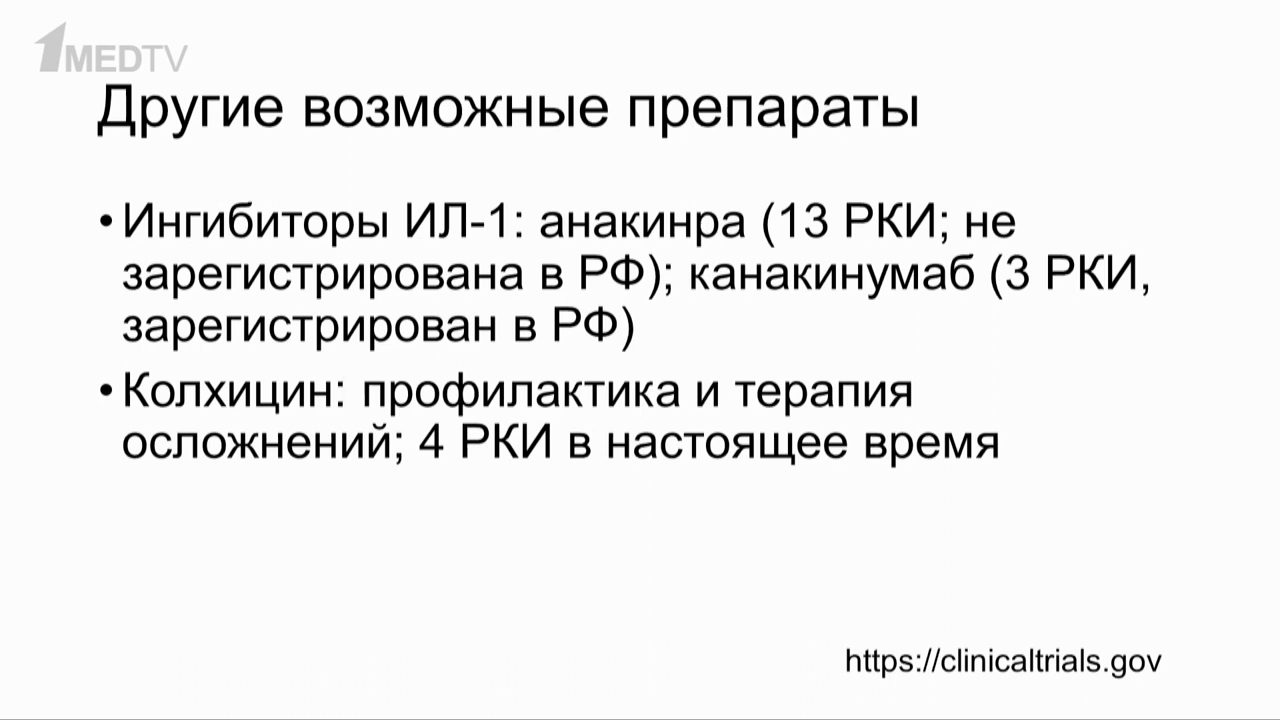 1MEDTV
Другие возможные препараты
• Ингибиторы ИЛ-1: анакинра (13 РКИ; не
зарегистрирована в РФ); канакинумаб (3 РКИ,
зарегистрирован в РФ)
• Колхицин: профилактика и терапия
осложнений; 4 РКИ в настоящее время
https://clinicaltrials.gov